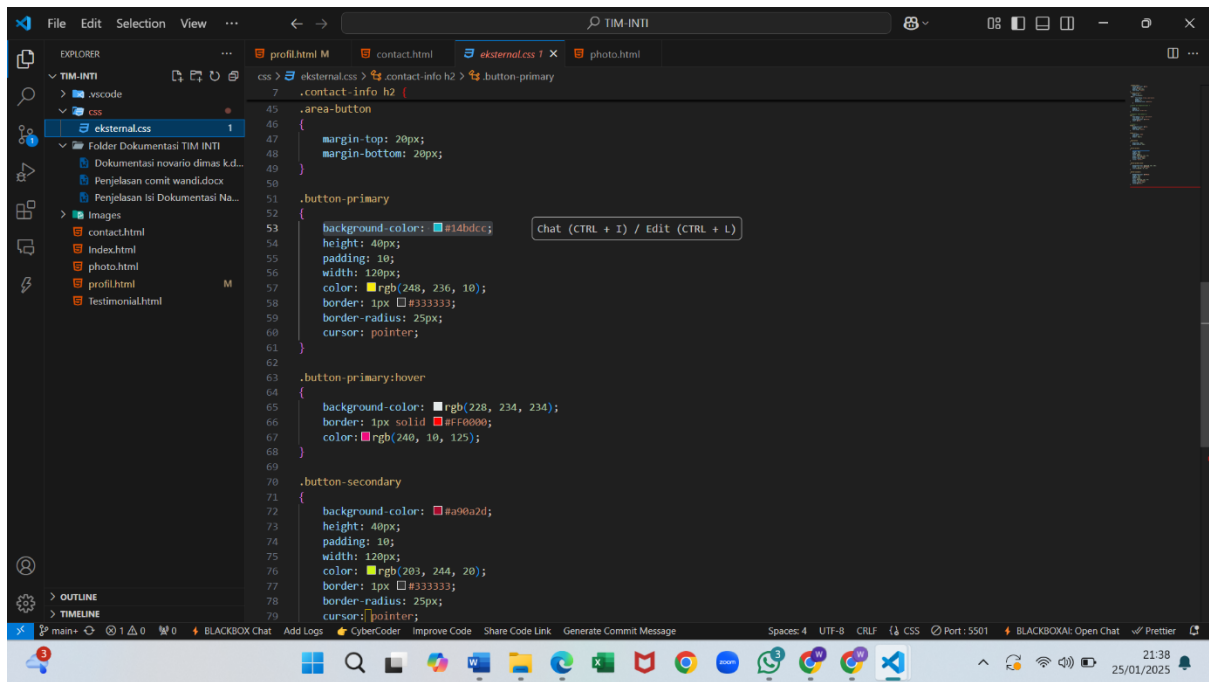 File Edit Selection View ··· TIM-INTI
EXPLORER ···
TIM-INTI
.vscode
css
eksternal.css 1
Folder Dokumentasi TIM INTI
Dokumentasi novario dimas k.d...
Penjelasan comit wandi.docx
Penjelasan Isi Dokumentasi Na...
Images
contact.html
Index.html
photo.html
profil.html M
Testimonial.html
OUTLINE
TIMELINE
profil.html M contact.html eksternal.css 1 photo.html
css > eksternal.css > .contact-info h2 > .button-primary
7 .contact-info h2 {
45 .area-button
46 {
47 margin-top: 20px;
48 margin-bottom: 20px;
49 }
50
51 .button-primary
52 {
53 background-color: #14bdcc; Chat (CTRL + I) / Edit (CTRL + L)
54 height: 40px;
55 padding: 10;
56 width: 120px;
57 color: rgb(248, 236, 10);
58 border: 1px #333333;
59 border-radius: 25px;
60 cursor: pointer;
61 }
62
63 .button-primary:hover
64 {
65 background-color: rgb(228, 234, 234);
66 border: 1px solid #FF0000;
67 color: rgb(240, 10, 125);
68 }
69
70 .button-secondary
71 {
72 background-color: #a90a2d;
73 height: 40px;
74 padding: 10;
75 width: 120px;
76 color: rgb(203, 244, 20);
77 border: 1px #333333;
78 border-radius: 25px;
79 cursor: pointer;
main+ 1 0 0 BLACKBOX Chat Add Logs CyberCoder Improve Code Share Code Link Generate Commit Message Spaces: 4 UTF-8 CRLF CSS Port : 5501 BLACKBOXAI: Open Chat Prettier
21:38
25/01/2025